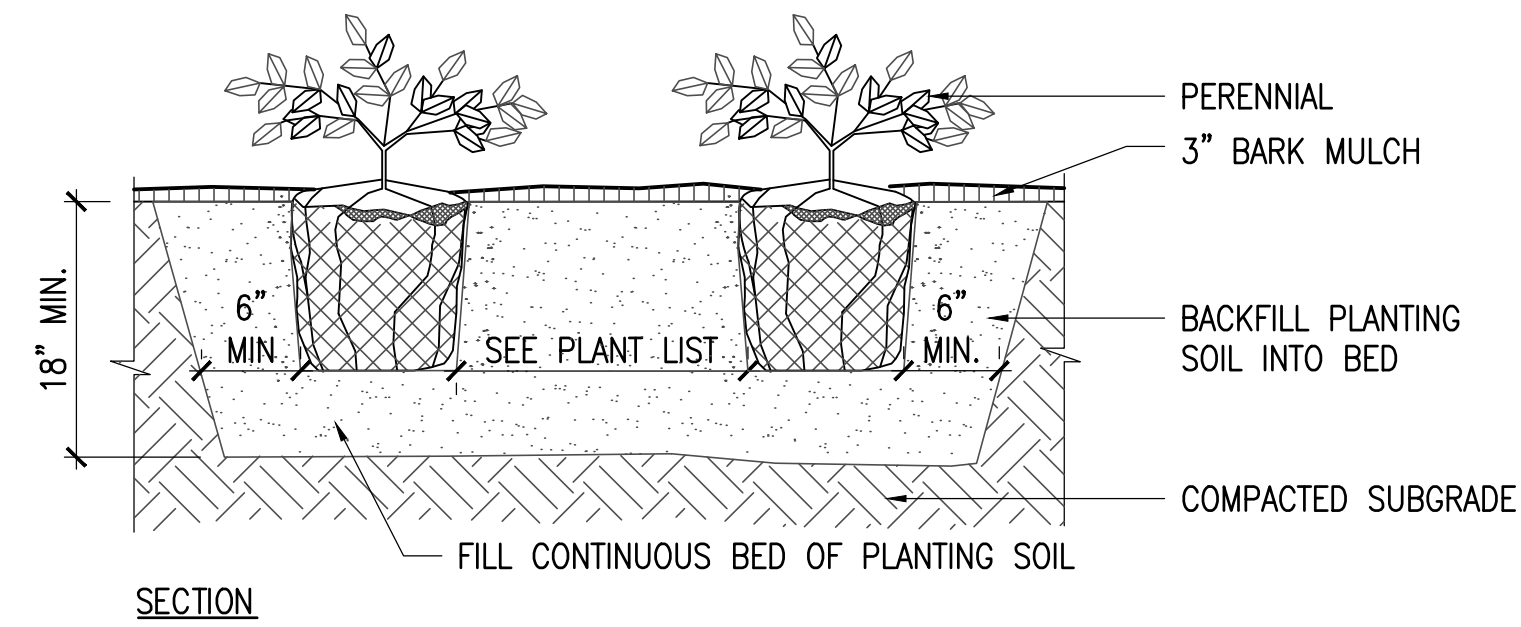 PERENNIAL
3” BARK MULCH
18” MIN.
6”
MIN
SEE PLANT LIST
6”
MIN.
BACKFILL PLANTING
SOIL INTO BED
COMPACTED SUBGRADE
FILL CONTINUOUS BED OF PLANTING SOIL
SECTION